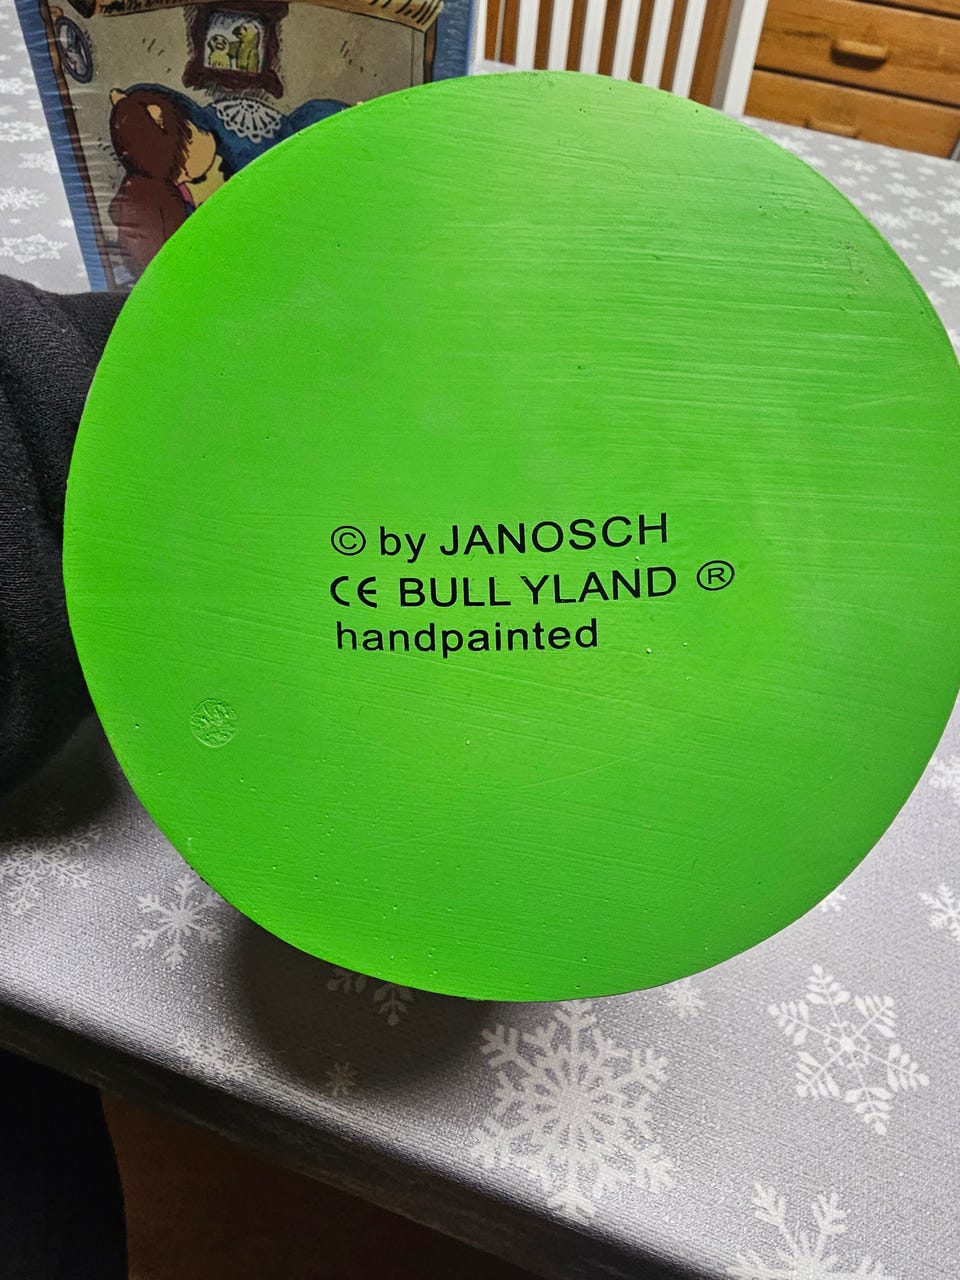 © by JANOSCH
CE BULLYLAND ®
handpainted